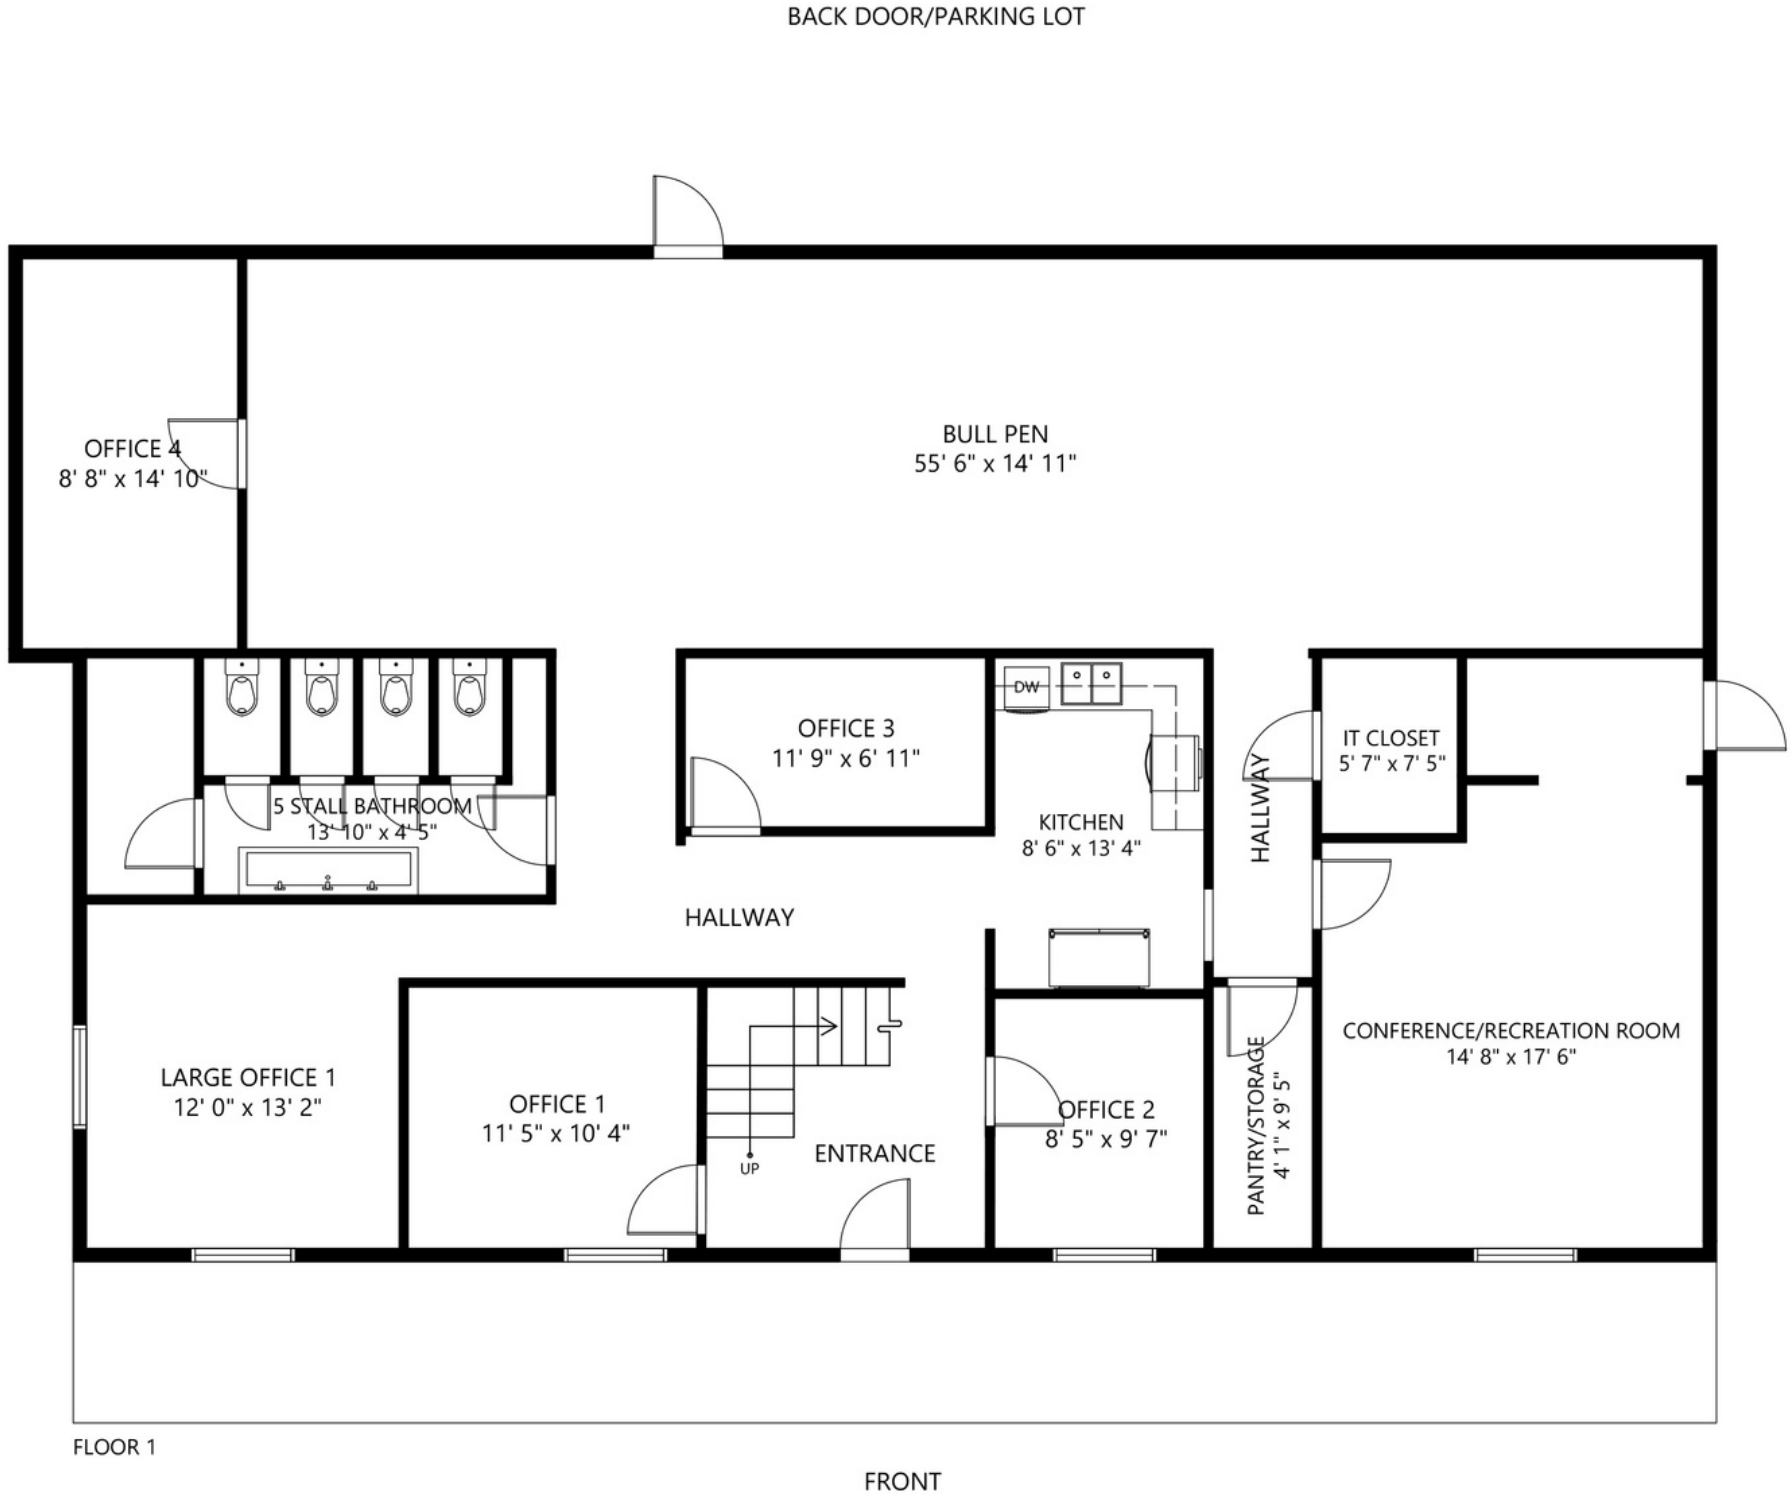 BACK DOOR/PARKING LOT
OFFICE 4
8' 8" x 14' 10"
BULL PEN
55' 6" x 14' 11"
5 STALL BATHROOM
13' 10" x 4' 5"
OFFICE 3
11' 9" x 6' 11"
DW
KITCHEN
8' 6" x 13' 4"
HALLWAY
IT CLOSET
5' 7" x 7' 5"
HALLWAY
LARGE OFFICE 1
12' 0" x 13' 2"
OFFICE 1
11' 5" x 10' 4"
UP
ENTRANCE
OFFICE 2
8' 5" x 9' 7"
PANTRY/STORAGE
4' 1" x 9' 5"
CONFERENCE/RECREATION ROOM
14' 8" x 17' 6"
FLOOR 1
FRONT